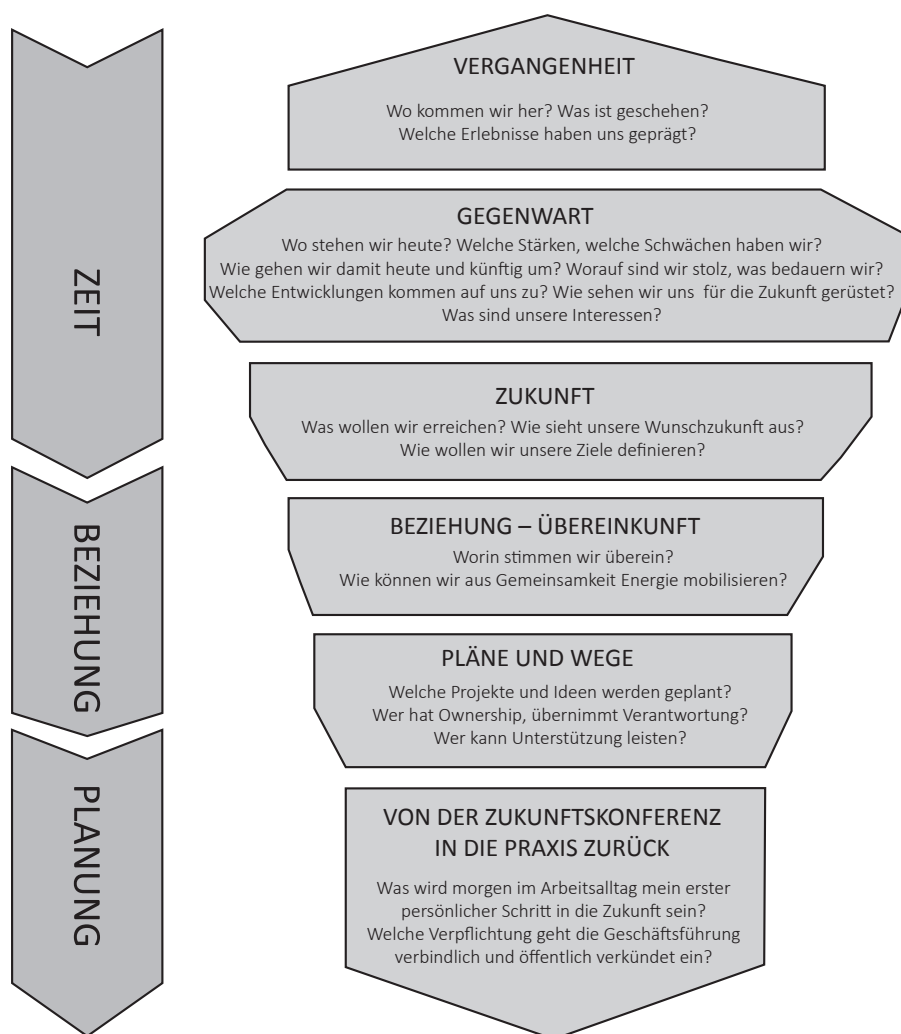 ZEIT
VERGANGENHEIT
Wo kommen wir her? Was ist geschehen?
Welche Erlebnisse haben uns geprägt?
GEGENWART
Wo stehen wir heute? Welche Stärken, welche Schwächen haben wir?
Wie gehen wir damit heute und künftig um? Worauf sind wir stolz, was bedauern wir?
Welche Entwicklungen kommen auf uns zu? Wie sehen wir uns für die Zukunft gerüstet?
Was sind unsere Interessen?
ZUKUNFT
Was wollen wir erreichen? Wie sieht unsere Wunschzukunft aus?
Wie wollen wir unsere Ziele definieren?
BEZIEHUNG
BEZIEHUNG – ÜBEREINKUNFT
Worin stimmen wir überein?
Wie können wir aus Gemeinsamkeit Energie mobilisieren?
PLANUNG
PLÄNE UND WEGE
Welche Projekte und Ideen werden geplant?
Wer hat Ownership, übernimmt Verantwortung?
Wer kann Unterstützung leisten?
VON DER ZUKUNFTSKONFERENZ
IN DIE PRAXIS ZURÜCK
Was wird morgen im Arbeitsalltag mein erster
persönlicher Schritt in die Zukunft sein?
Welche Verpflichtung geht die Geschäftsführung
verbindlich und öffentlich verkündet ein?